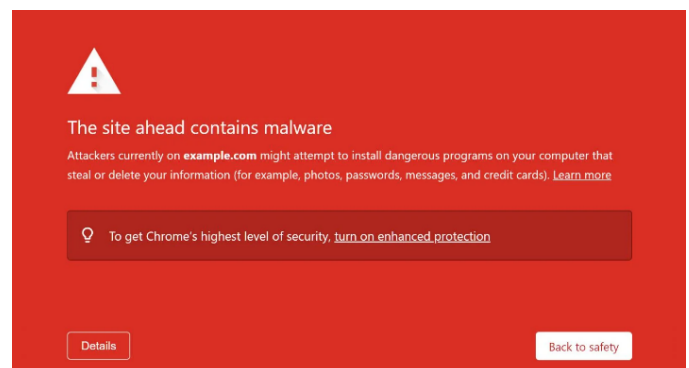 The site ahead contains malware
Attackers currently on example.com might attempt to install dangerous programs on your computer that
steal or delete your information (for example, photos, passwords, messages, and credit cards). Learn more
To get Chrome's highest level of security, turn on enhanced protection
Details
Back to safety